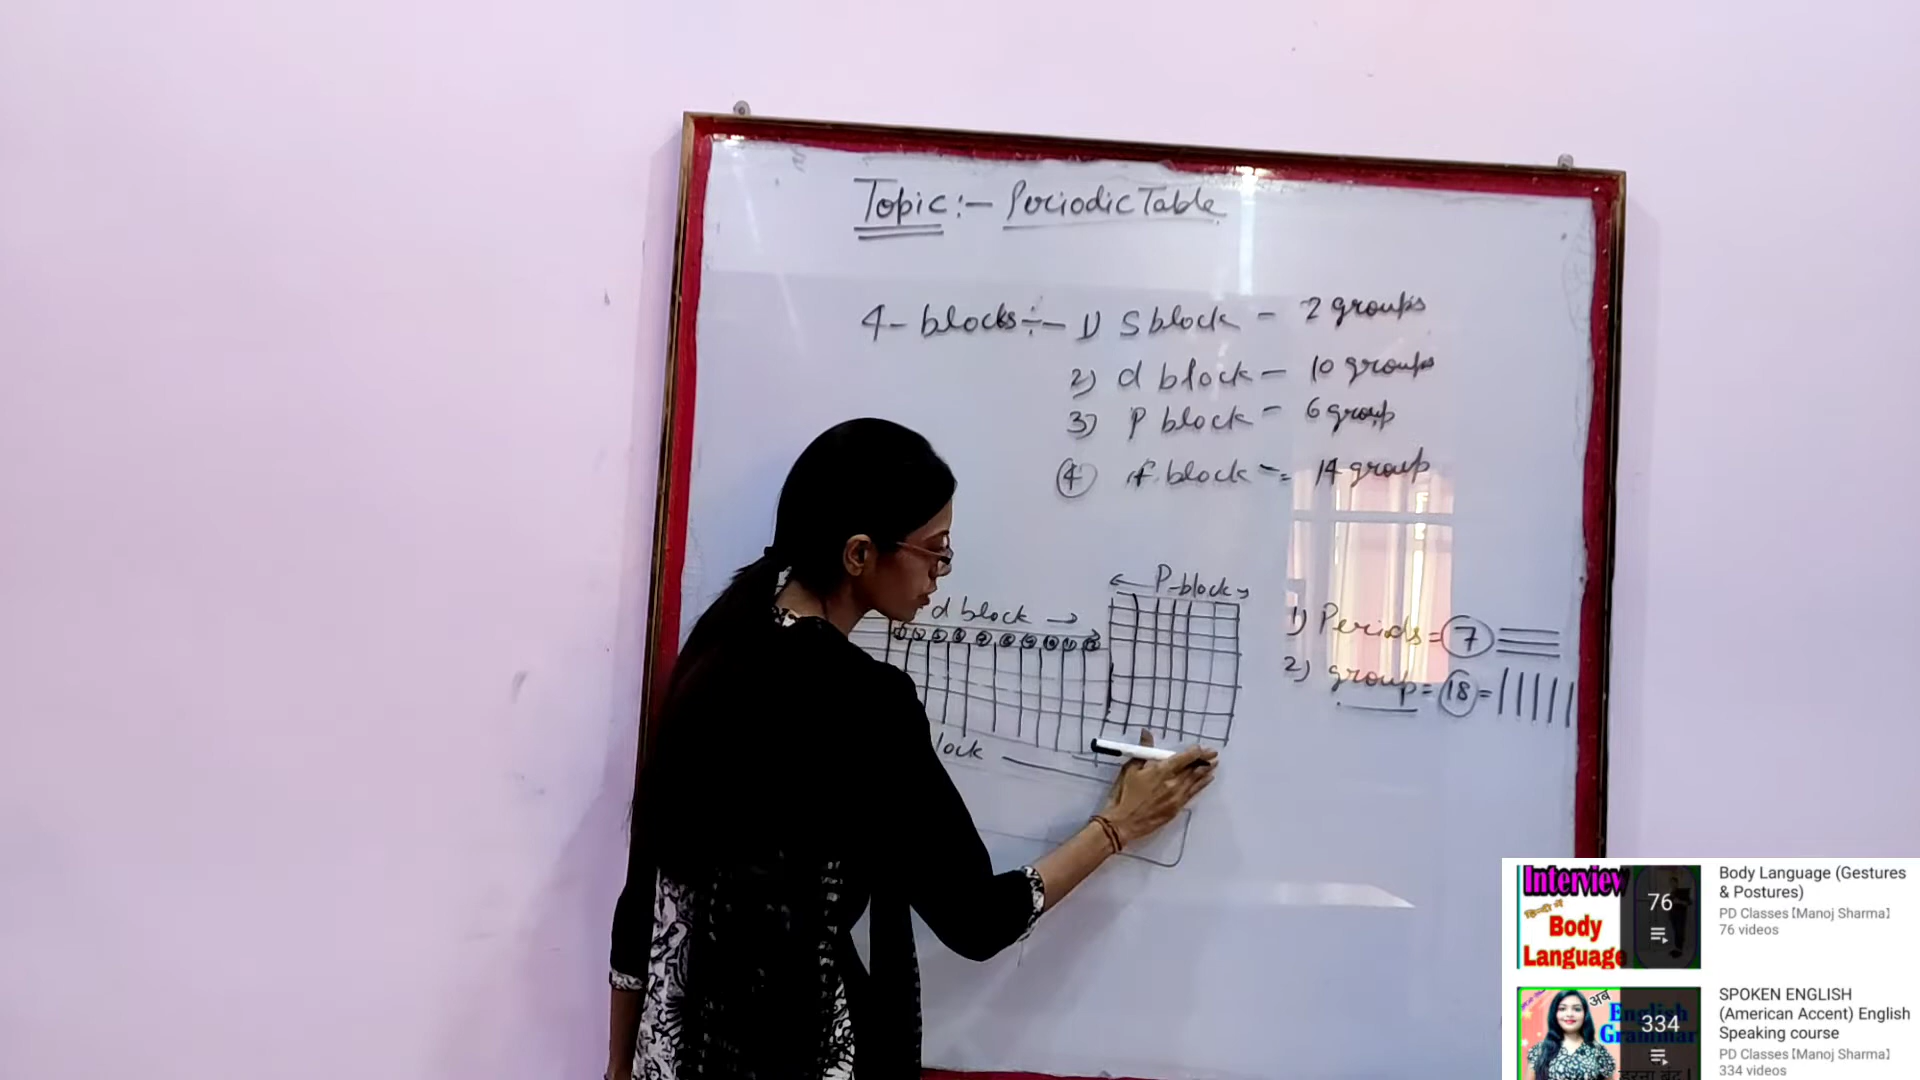 Topic:- Periodic Table
4- blocks:- 1) S block - 2 groups
2) d block - 10 groups
3) P block - 6 group
4 f. block - = 14 group
d block →
← P-block →
lock
1) Periods = 7
2) group = 18 =
Interview
हिन्दी में
Body
Language
76
Body Language (Gestures
& Postures)
PD Classes [Manoj Sharma]
76 videos
अब
English
Grammar
334
SPOKEN ENGLISH
(American Accent) English
Speaking course
PD Classes [Manoj Sharma]
334 videos